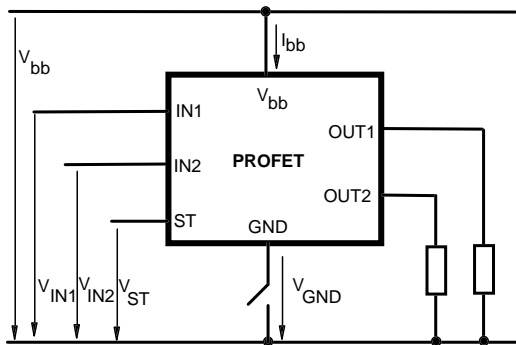 Ibb
Vbb
Vbb
IN1
OUT1
IN2
PROFET
OUT2
ST
GND
VIN1
VIN2
VST
VGND